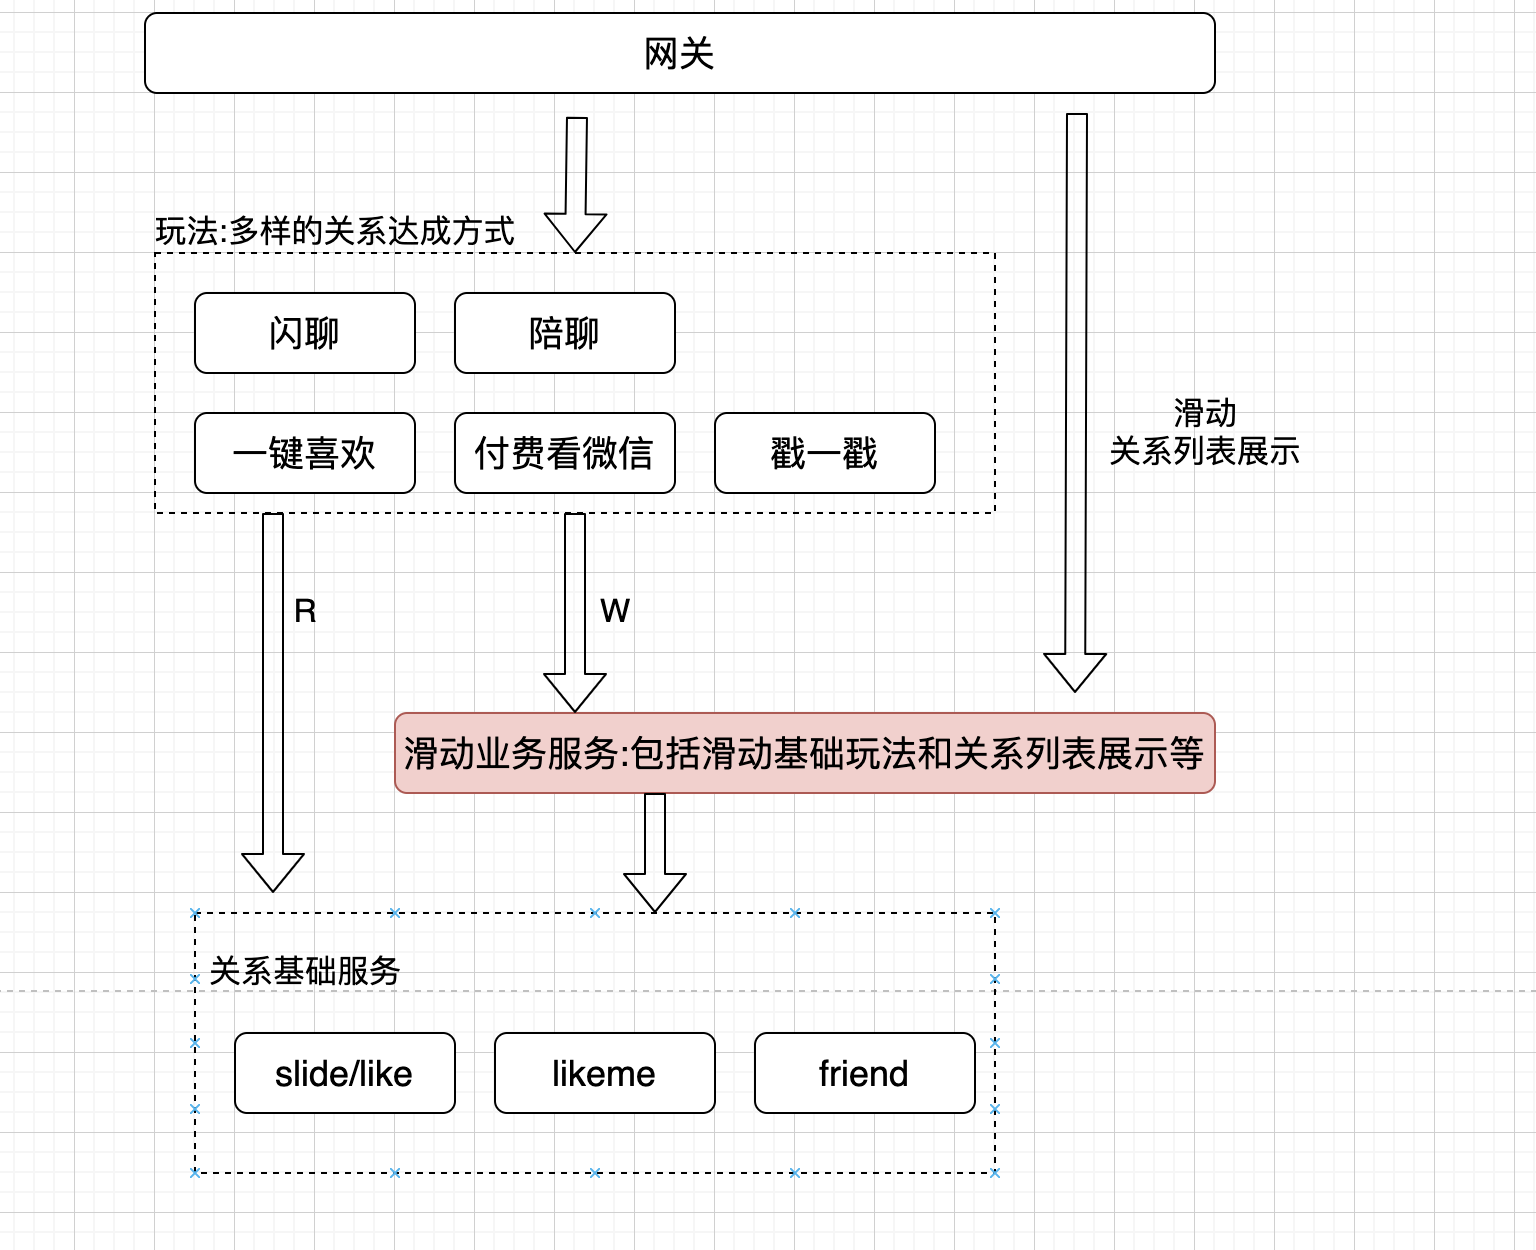 网关
玩法:多样的关系达成方式
闪聊
陪聊
一键喜欢
付费看微信
戳一戳
滑动
关系列表展示
R
W
滑动业务服务:包括滑动基础玩法和关系列表展示等
关系基础服务
slide/like
likeme
friend